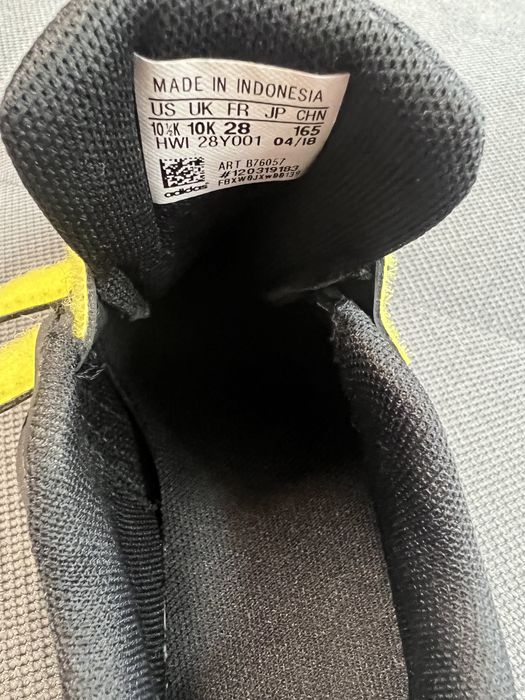 MADE IN INDONESIA
US UK FR JP CHN
10½K 10K 28 165
HWI 28Y001 04/18
ART B76057
#120319183
adidas